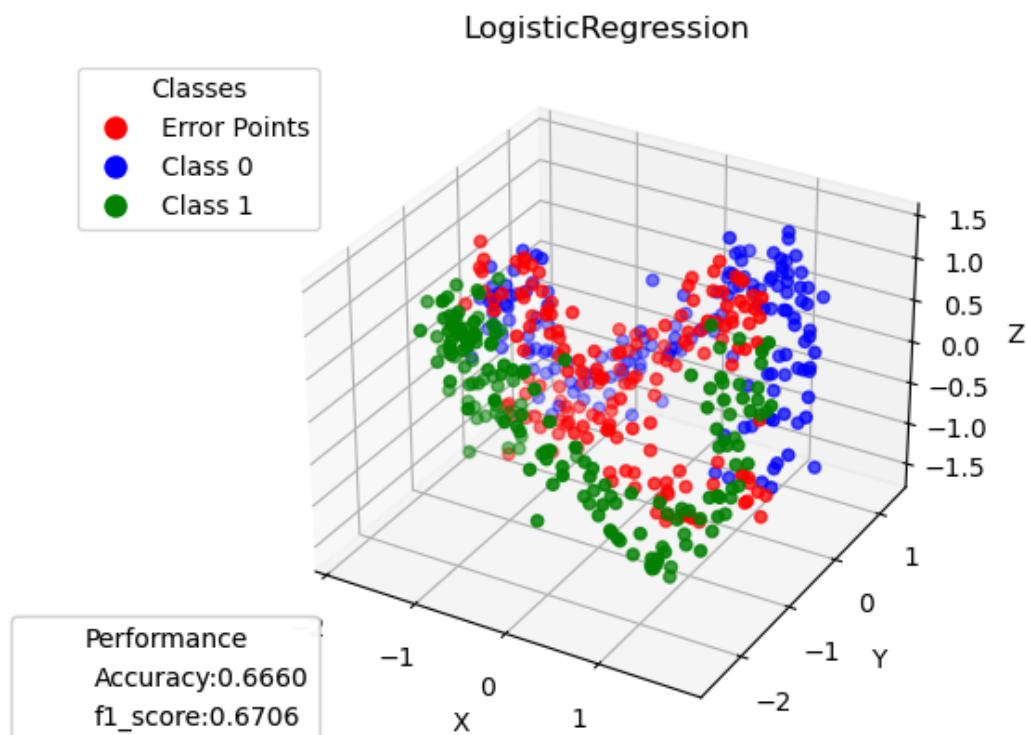 LogisticRegression
Classes
Error Points
Class 0
Class 1
1.5
1.0
0.5
0.0
−0.5
−1.0
−1.5
Z
1
0
−1
−2
Y
−1
0
1
X
Performance
Accuracy:0.6660
f1_score:0.6706